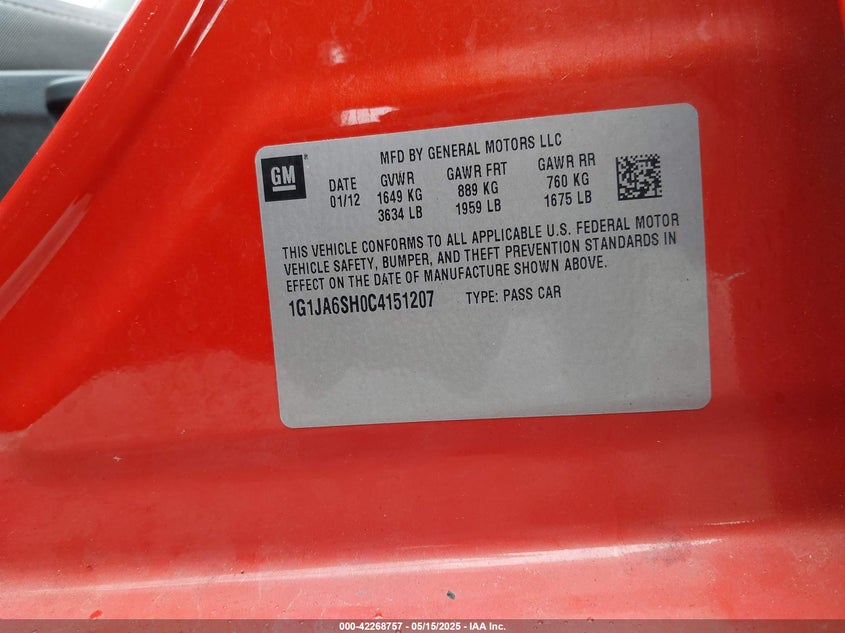 MFD BY GENERAL MOTORS LLC
GM®
DATE GVWR GAWR FRT GAWR RR
01/12 1649 KG 889 KG 760 KG
3634 LB 1959 LB 1675 LB
THIS VEHICLE CONFORMS TO ALL APPLICABLE U.S. FEDERAL MOTOR
VEHICLE SAFETY, BUMPER, AND THEFT PREVENTION STANDARDS IN
EFFECT ON THE DATE OF MANUFACTURE SHOWN ABOVE.
1G1JA6SH0C4151207 TYPE: PASS CAR
000-42268757 - 05/15/2025 - IAA Inc.